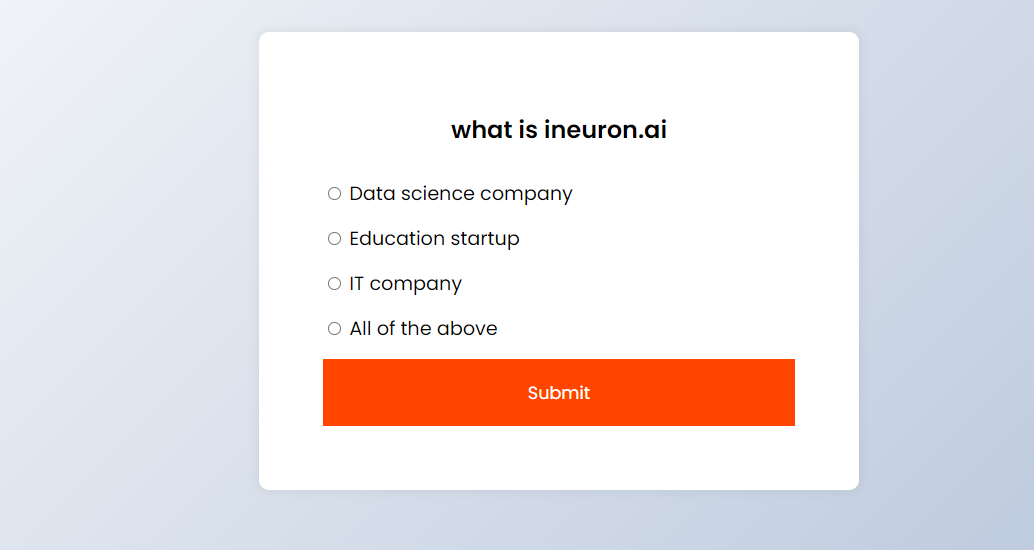 what is ineuron.ai
Data science company
Education startup
IT company
All of the above
Submit